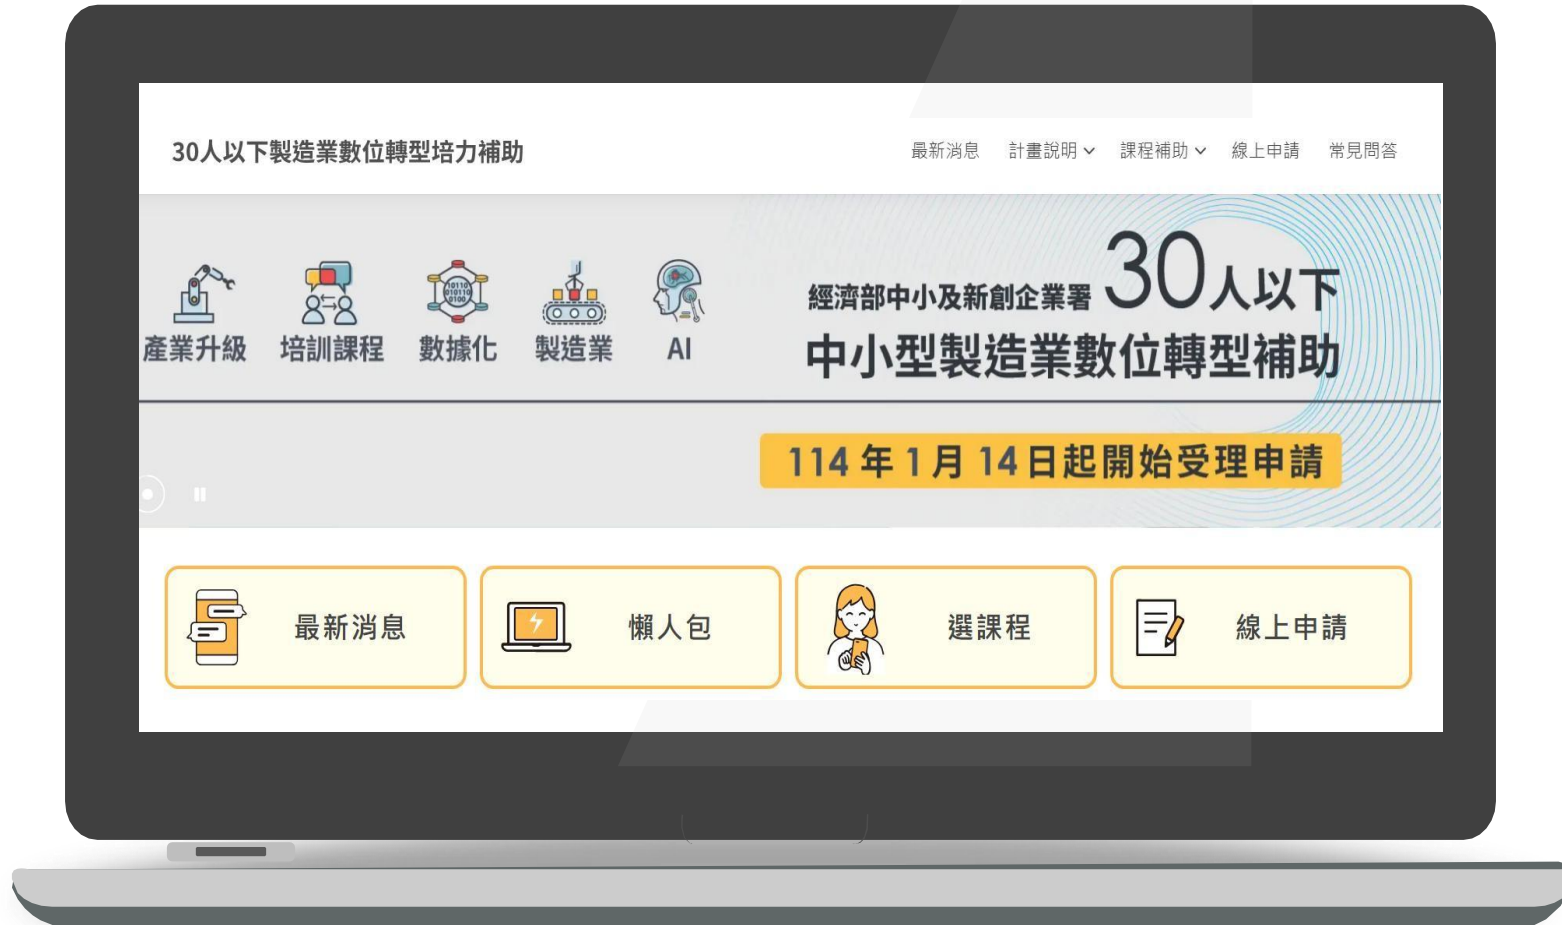 30人以下製造業數位轉型培力補助
最新消息 計畫說明 課程補助 線上申請 常見問答
產業升級 培訓課程 數據化 製造業 AI
10110
010110
0100
經濟部中小及新創企業署 30人以下
中小型製造業數位轉型補助
114年1月14日起開始受理申請
最新消息 懶人包 選課程 線上申請